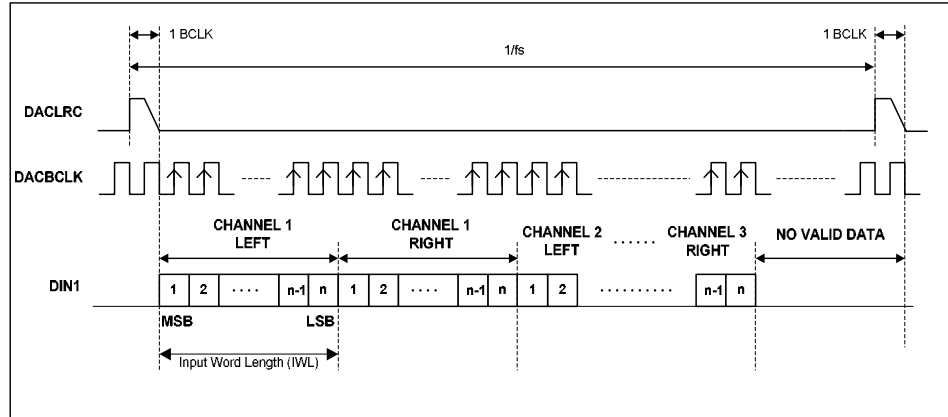 1 BCLK 1 BCLK
1/fs
DACLRC
DACBCLK
CHANNEL 1 LEFT
CHANNEL 1 RIGHT
CHANNEL 2 LEFT
CHANNEL 3 RIGHT
NO VALID DATA
DIN1
1 2 n-1 n 1 2 n-1 n 1 2 n-1 n
MSB LSB
Input Word Length (IWL)